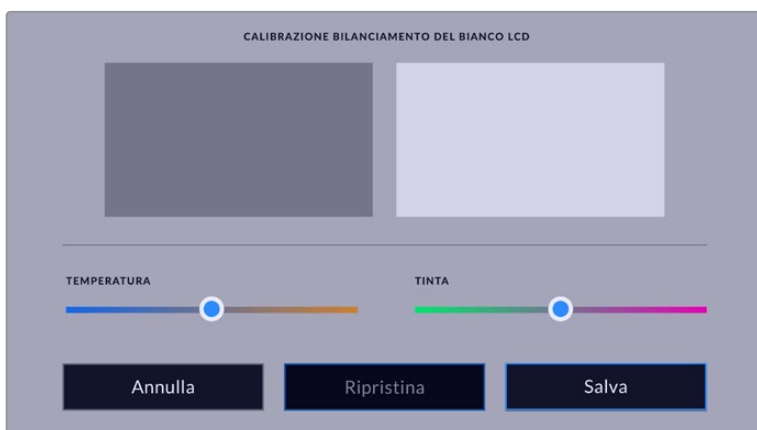 CALIBRAZIONE BILANCIAMENTO DEL BIANCO LCD
TEMPERATURA
TINTA
Annulla
Ripristina
Salva